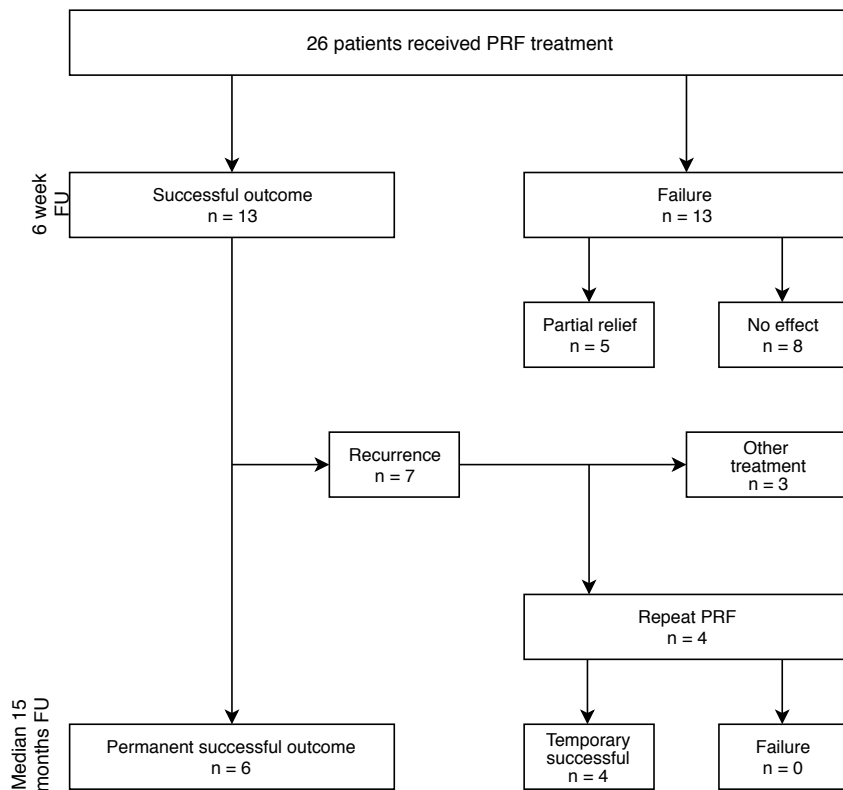 26 patients received PRF treatment
6 week
FU
Successful outcome
n = 13
Failure
n = 13
Partial relief
n = 5
No effect
n = 8
Recurrence
n = 7
Other
treatment
n = 3
Repeat PRF
n = 4
Median 15
months FU
Permanent successful outcome
n = 6
Temporary
successful
n = 4
Failure
n = 0